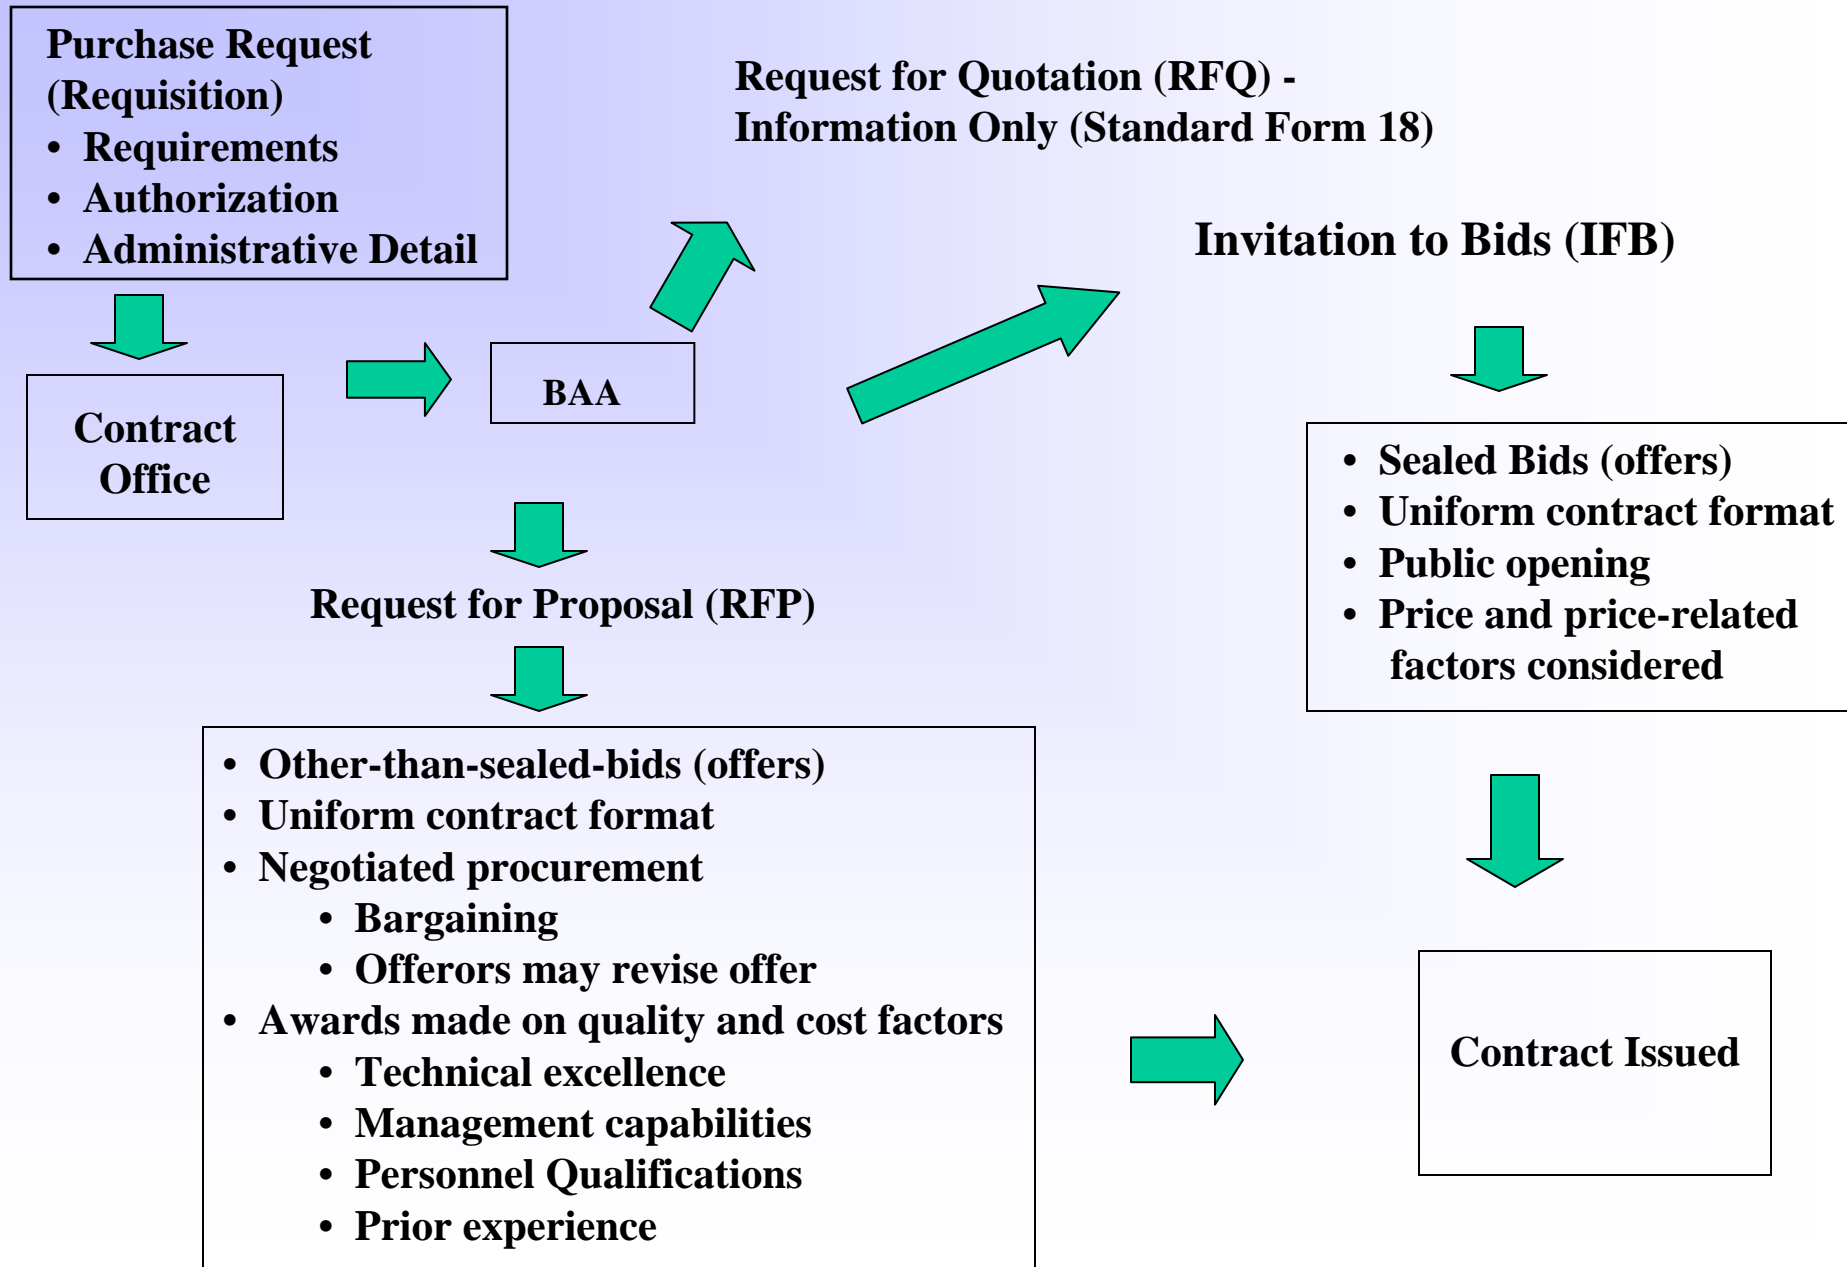 Purchase Request
(Requisition)
• Requirements
• Authorization
• Administrative Detail
Request for Quotation (RFQ) -
Information Only (Standard Form 18)
Invitation to Bids (IFB)
Contract
Office
BAA
• Sealed Bids (offers)
• Uniform contract format
• Public opening
• Price and price-related
factors considered
Request for Proposal (RFP)
• Other-than-sealed-bids (offers)
• Uniform contract format
• Negotiated procurement
• Bargaining
• Offerors may revise offer
• Awards made on quality and cost factors
• Technical excellence
• Management capabilities
• Personnel Qualifications
• Prior experience
Contract Issued